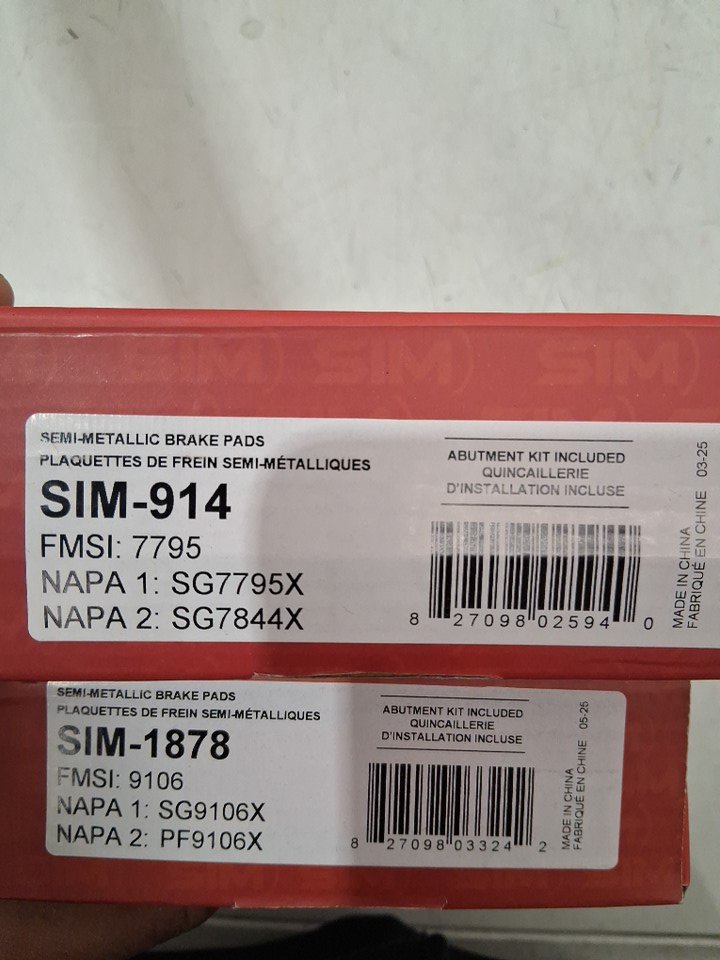 SIM) SIM) SIM)
SEMI-METALLIC BRAKE PADS
PLAQUETTES DE FREIN SEMI-MÉTALLIQUES
SIM-914
FMSI: 7795
NAPA 1: SG7795X
NAPA 2: SG7844X
ABUTMENT KIT INCLUDED
QUINCAILLERIE
D'INSTALLATION INCLUSE
8 27098 02594 0
MADE IN CHINA
FABRIQUÉ EN CHINE 03-25
SEMI-METALLIC BRAKE PADS
PLAQUETTES DE FREIN SEMI-MÉTALLIQUES
SIM-1878
FMSI: 9106
NAPA 1: SG9106X
NAPA 2: PF9106X
ABUTMENT KIT INCLUDED
QUINCAILLERIE
D'INSTALLATION INCLUSE
8 27098 03324 2
MADE IN CHINA
FABRIQUÉ EN CHINE 05-25